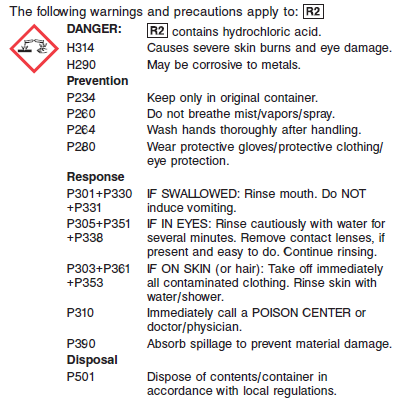 The following warnings and precautions apply to: R2
DANGER: R2 contains hydrochloric acid.
H314 Causes severe skin burns and eye damage.
H290 May be corrosive to metals.
Prevention
P234 Keep only in original container.
P260 Do not breathe mist/vapors/spray.
P264 Wash hands thoroughly after handling.
P280 Wear protective gloves/protective clothing/
eye protection.
Response
P301+P330 IF SWALLOWED: Rinse mouth. Do NOT
+P331 induce vomiting.
P305+P351 IF IN EYES: Rinse cautiously with water for
+P338 several minutes. Remove contact lenses, if
present and easy to do. Continue rinsing.
P303+P361 IF ON SKIN (or hair): Take off immediately
+P353 all contaminated clothing. Rinse skin with
water/shower.
P310 Immediately call a POISON CENTER or
doctor/physician.
P390 Absorb spillage to prevent material damage.
Disposal
P501 Dispose of contents/container in
accordance with local regulations.